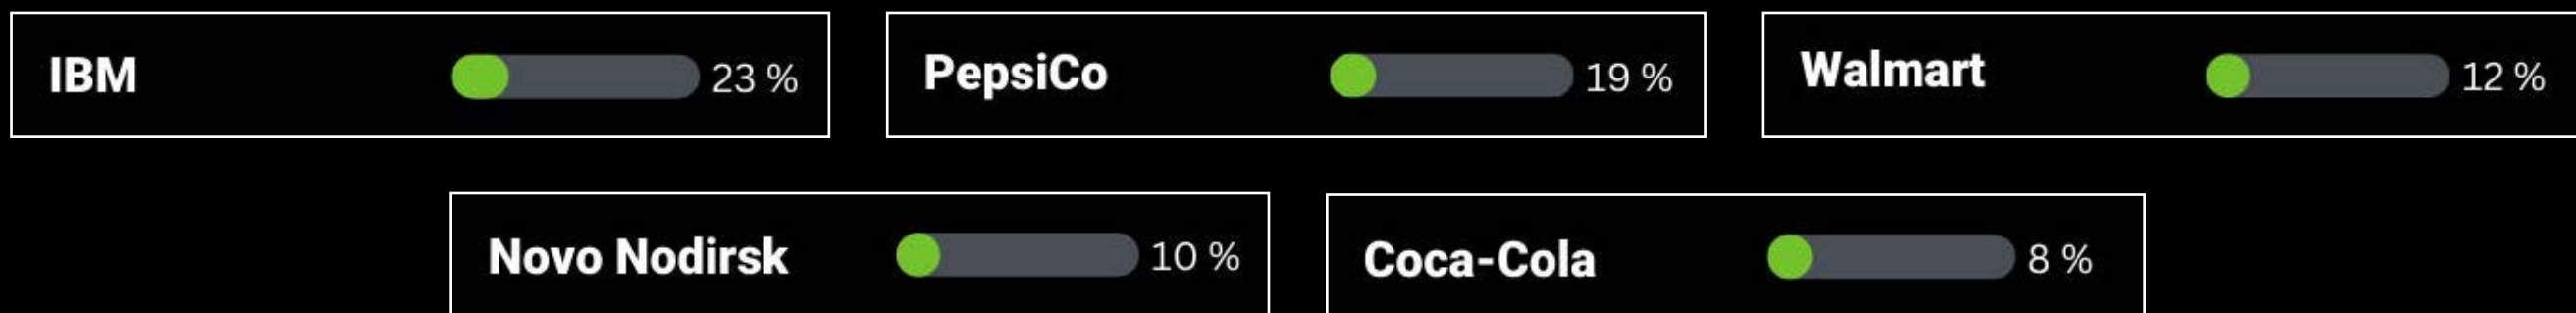 IBM 23 %
PepsiCo 19 %
Walmart 12 %
Novo Nodirsk 10 %
Coca-Cola 8 %